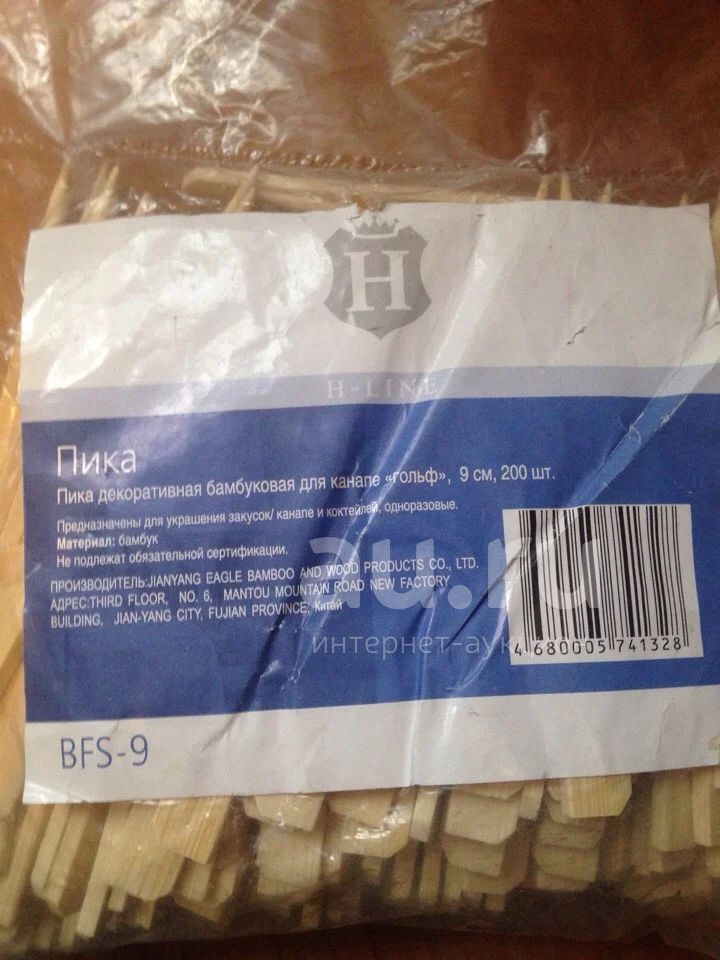 H
H-LINE
Пика
Пика декоративная бамбуковая для канапе «гольф», 9 см, 200 шт.
Предназначены для украшения закусок/ канапе и коктейлей, одноразовые.
Материал: бамбук
Не подлежат обязательной сертификации.
ПРОИЗВОДИТЕЛЬ:JIANYANG EAGLE BAMBOO AND WOOD PRODUCTS CO., LTD.
АДРЕС:THIRD FLOOR, NO. 6, MANTOU MOUNTAIN ROAD NEW FACTORY
BUILDING, JIAN-YANG CITY, FUJIAN PROVINCE, Китай
4 680005 741328
BFS-9
au.ru
интернет-аук